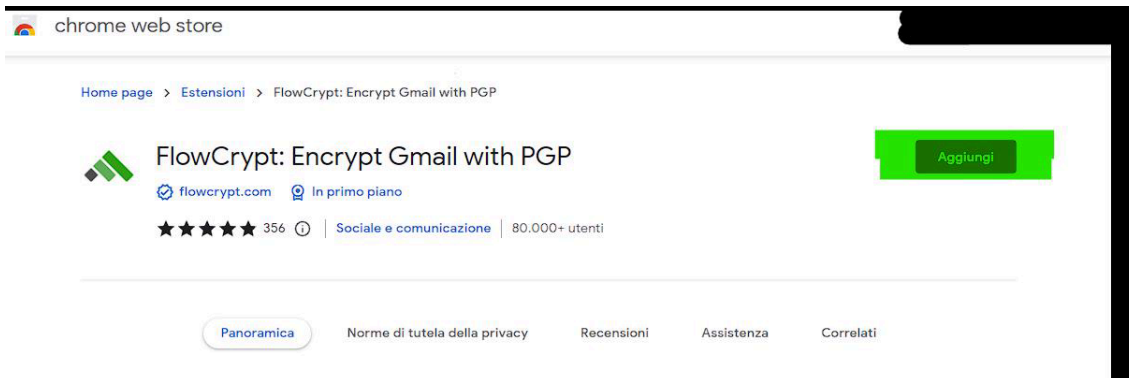 chrome web store
Home page > Estensioni > FlowCrypt: Encrypt Gmail with PGP
FlowCrypt: Encrypt Gmail with PGP
Aggiungi
flowcrypt.com In primo piano
356 Sociale e comunicazione 80.000+ utenti
Panoramica Norme di tutela della privacy Recensioni Assistenza Correlati